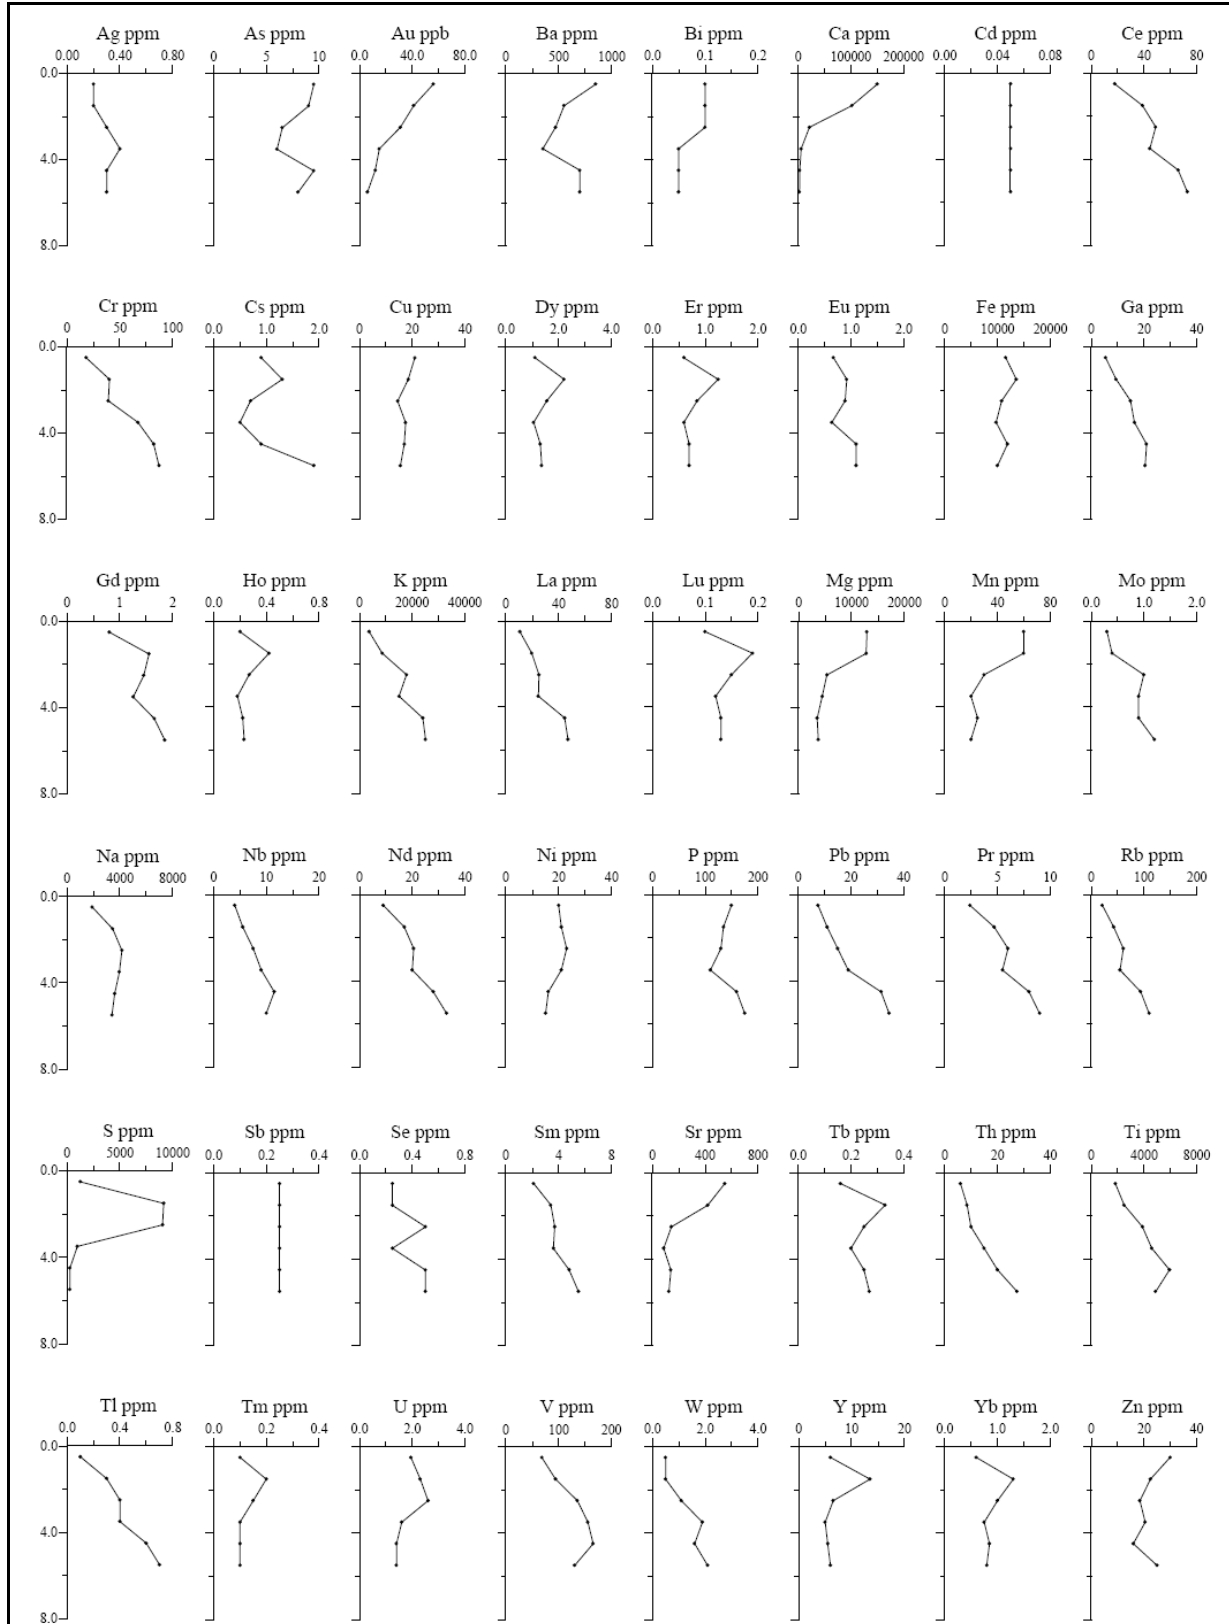 Ag ppm As ppm Au ppb Ba ppm Bi ppm Ca ppm Cd ppm Ce ppm
0.00 0.40 0.80 0 5 10 0.0 40.0 80.0 0 500 1000 0.0 0.1 0.2 0 100000 200000 0.00 0.04 0.08 0 40 80
0.0
4.0
8.0
Cr ppm Cs ppm Cu ppm Dy ppm Er ppm Eu ppm Fe ppm Ga ppm
0 50 100 0.0 1.0 2.0 0 20 40 0.0 2.0 4.0 0.0 1.0 2.0 0.0 1.0 2.0 0 10000 20000 0 20 40
0.0
4.0
8.0
Gd ppm Ho ppm K ppm La ppm Lu ppm Mg ppm Mn ppm Mo ppm
0 1 2 0.0 0.4 0.8 0 20000 40000 0 40 80 0.0 0.1 0.2 0 10000 20000 0 40 80 0.0 1.0 2.0
0.0
4.0
8.0
Na ppm Nb ppm Nd ppm Ni ppm P ppm Pb ppm Pr ppm Rb ppm
0 4000 8000 0 10 20 0 20 40 0 20 40 0 100 200 0 20 40 0 5 10 0 100 200
0.0
4.0
8.0
S ppm Sb ppm Se ppm Sm ppm Sr ppm Tb ppm Th ppm Ti ppm
0 5000 10000 0.0 0.2 0.4 0.0 0.4 0.8 0 4 8 0 400 800 0.0 0.2 0.4 0 20 40 0 4000 8000
0.0
4.0
8.0
Tl ppm Tm ppm U ppm V ppm W ppm Y ppm Yb ppm Zn ppm
0.0 0.4 0.8 0.0 0.2 0.4 0.0 2.0 4.0 0 100 200 0.0 2.0 4.0 0 10 20 0.0 1.0 2.0 0 20 40
0.0
4.0
8.0